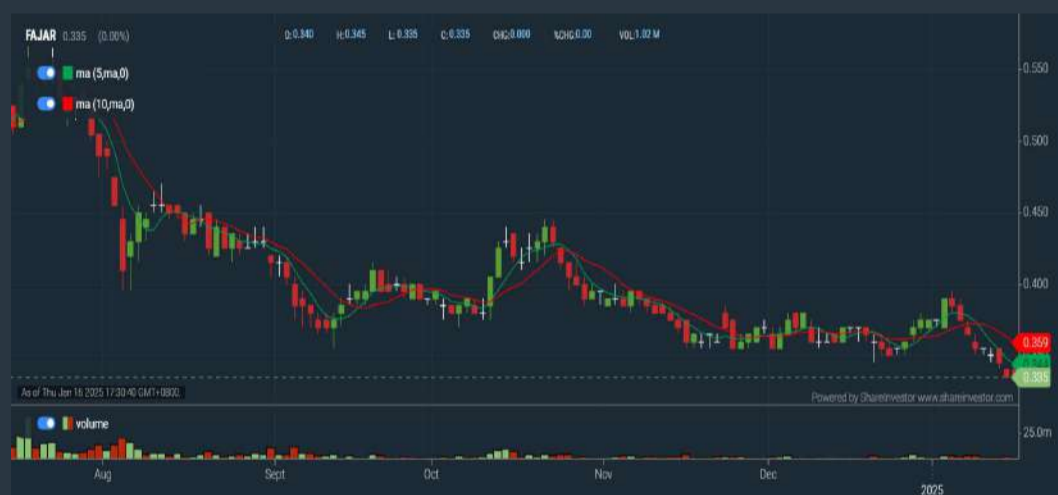 FAJAR 0.335 (0.00%) O:0.340 H:0.345 L:0.335 C:0.335 CHG:0.000 %CHG:0.00 VOL:1.02 M
ma (5,ma,0)
ma (10,ma,0)
0.550
0.500
0.450
0.400
0.359
0.335
As of Thu Jan 16 2025 17:30:40 GMT+0800.
Powered by ShareInvestor www.shareinvestor.com
volume
25.0m
Aug Sept Oct Nov Dec 2025